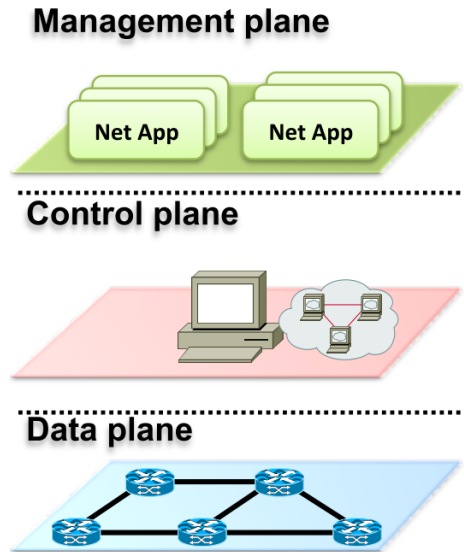 Management plane
Net App
Net App
Control plane
Data plane